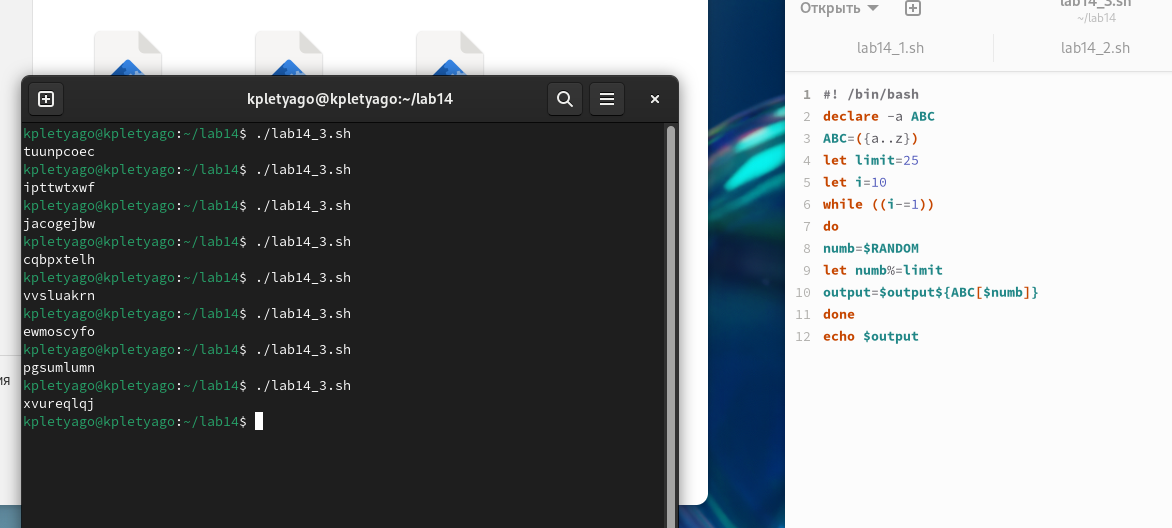 kpletyago@kpletyago:~/lab14
kpletyago@kpletyago:~/lab14$ ./lab14_3.sh
tuunpcoec
kpletyago@kpletyago:~/lab14$ ./lab14_3.sh
ipttwtxwf
kpletyago@kpletyago:~/lab14$ ./lab14_3.sh
jacogejbw
kpletyago@kpletyago:~/lab14$ ./lab14_3.sh
cqbpxtelh
kpletyago@kpletyago:~/lab14$ ./lab14_3.sh
vvsluakrn
kpletyago@kpletyago:~/lab14$ ./lab14_3.sh
ewmoscyfo
kpletyago@kpletyago:~/lab14$ ./lab14_3.sh
pgsumlumn
kpletyago@kpletyago:~/lab14$ ./lab14_3.sh
xvureqlqj
kpletyago@kpletyago:~/lab14$
ия
Открыть
lab14_3.sh
~/lab14
lab14_1.sh
lab14_2.sh
1 #! /bin/bash
2 declare -a ABC
3 ABC=({a..z})
4 let limit=25
5 let i=10
6 while ((i-=1))
7 do
8 numb=$RANDOM
9 let numb%=limit
10 output=$output${ABC[$numb]}
11 done
12 echo $output